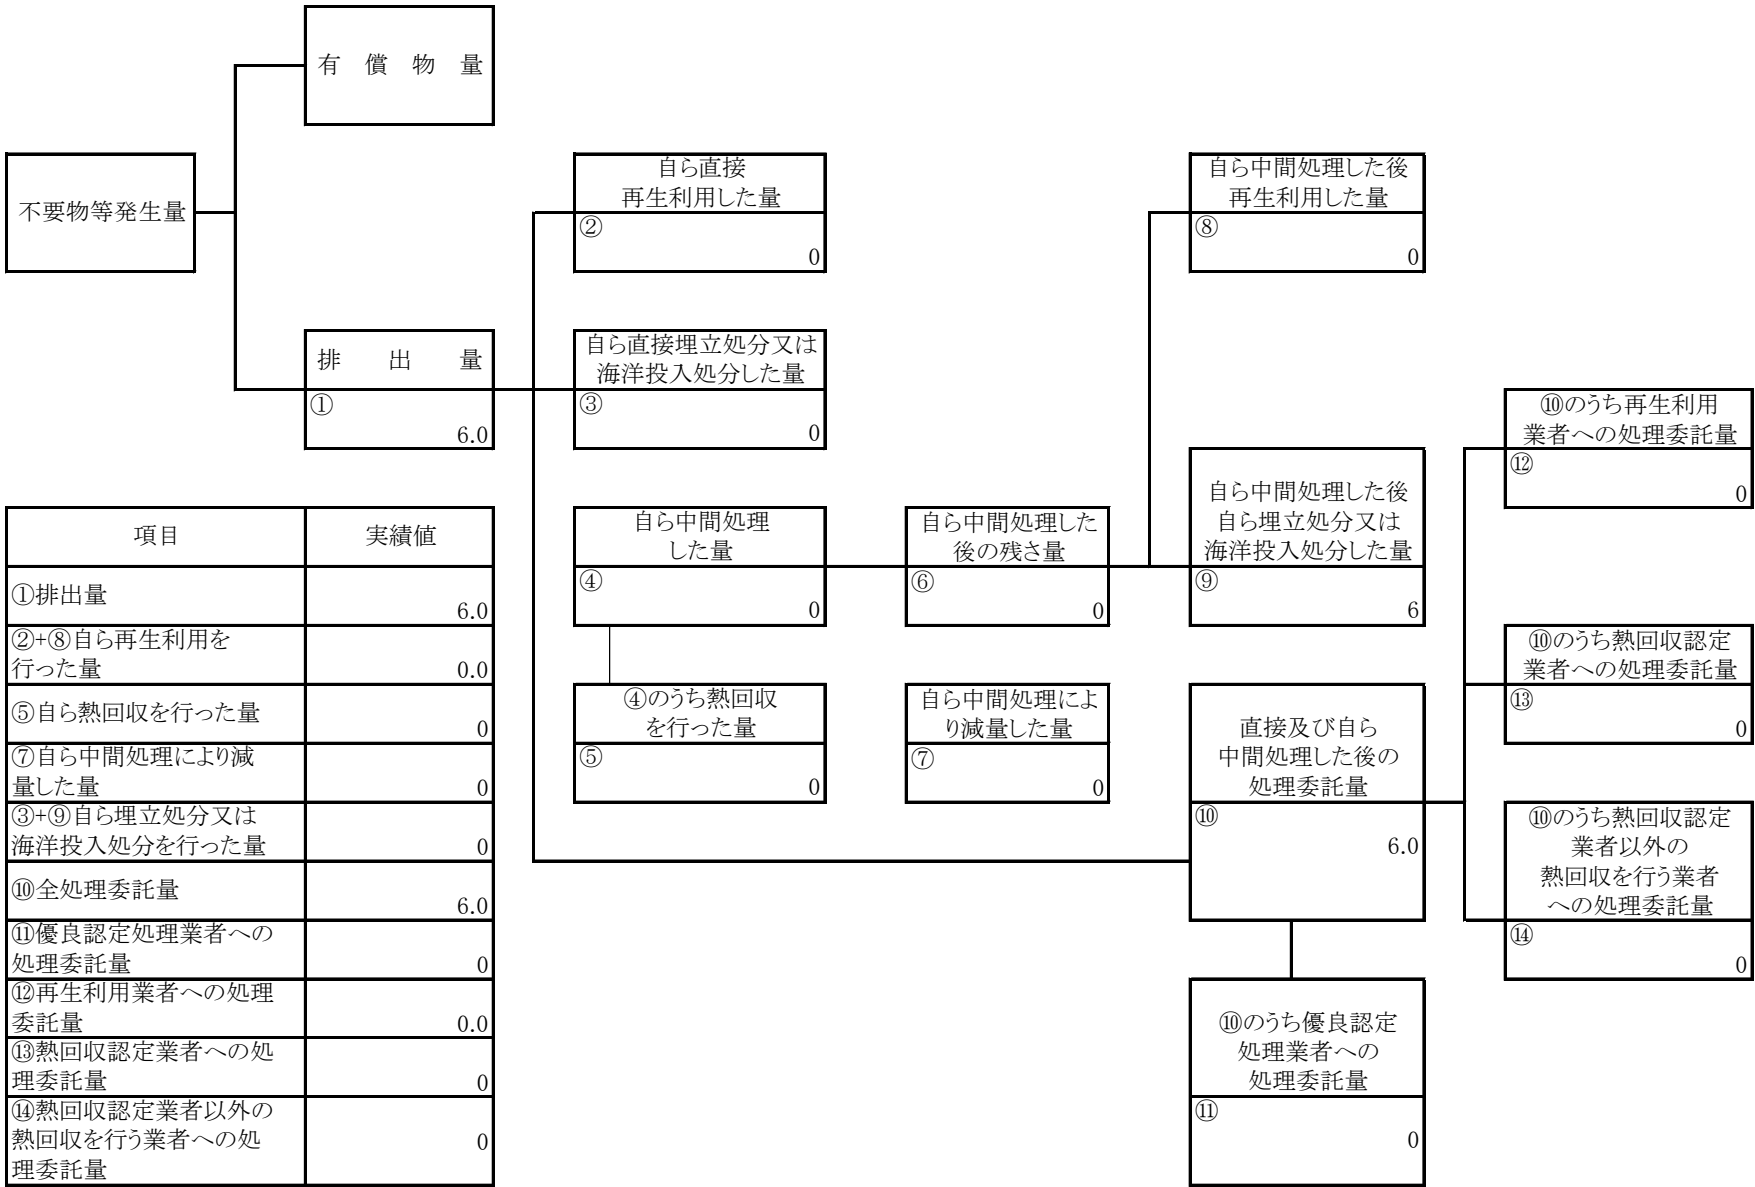 有　償　物　量
不要物等発生量
自ら直接
再生利用した量
②
0
自ら中間処理した後
再生利用した量
⑧
0
排　出　量
①
6.0
自ら直接埋立処分又は
海洋投入処分した量
③
0
⑩のうち再生利用
業者への処理委託量
⑫
0
自ら中間処理
した量
④
0
自ら中間処理した
後の残さ量
⑥
0
自ら中間処理した後
自ら埋立処分又は
海洋投入処分した量
⑨
6
⑩のうち熱回収認定
業者への処理委託量
⑬
0
④のうち熱回収
を行った量
⑤
0
自ら中間処理によ
り減量した量
⑦
0
直接及び自ら
中間処理した後の
処理委託量
⑩
6.0
⑩のうち熱回収認定
業者以外の
熱回収を行う業者
への処理委託量
⑭
0
⑩のうち優良認定
処理業者への
処理委託量
⑪
0
項目　実績値
①排出量
6.0
②+⑧自ら再生利用を
行った量　0.0
⑤自ら熱回収を行った量
0
⑦自ら中間処理により減
量した量　0
③+⑨自ら埋立処分又は
海洋投入処分を行った量　0
⑩全処理委託量
6.0
⑪優良認定処理業者への
処理委託量　0
⑫再生利用業者への処理
委託量　0.0
⑬熱回収認定業者への処
理委託量　0
⑭熱回収認定業者以外の
熱回収を行う業者への処　0
理委託量